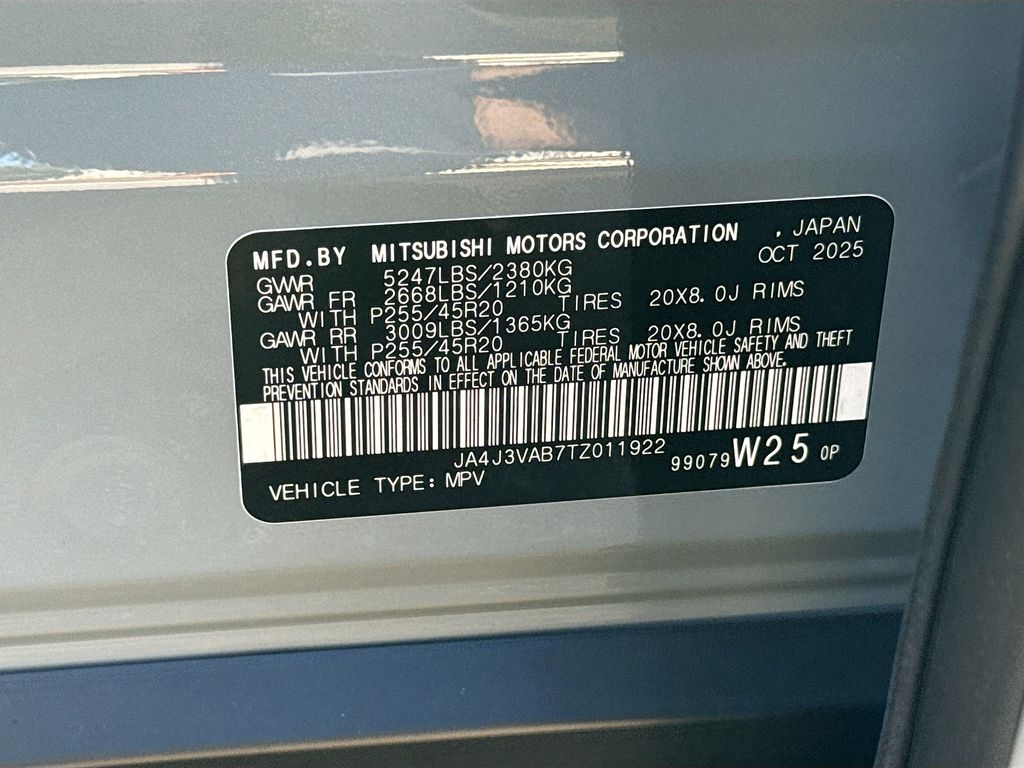 MFD.BY MITSUBISHI MOTORS CORPORATION , JAPAN
OCT 2025
GVWR 5247LBS/2380KG
GAWR FR 2668LBS/1210KG
WITH P255/45R20 TIRES 20X8.0J RIMS
GAWR RR 3009LBS/1365KG
WITH P255/45R20 TIRES 20X8.0J RIMS
THIS VEHICLE CONFORMS TO ALL APPLICABLE FEDERAL MOTOR VEHICLE SAFETY AND THEFT
PREVENTION STANDARDS IN EFFECT ON THE DATE OF MANUFACTURE SHOWN ABOVE.
JA4J3VAB7TZ011922
99079 W25 0P
VEHICLE TYPE: MPV